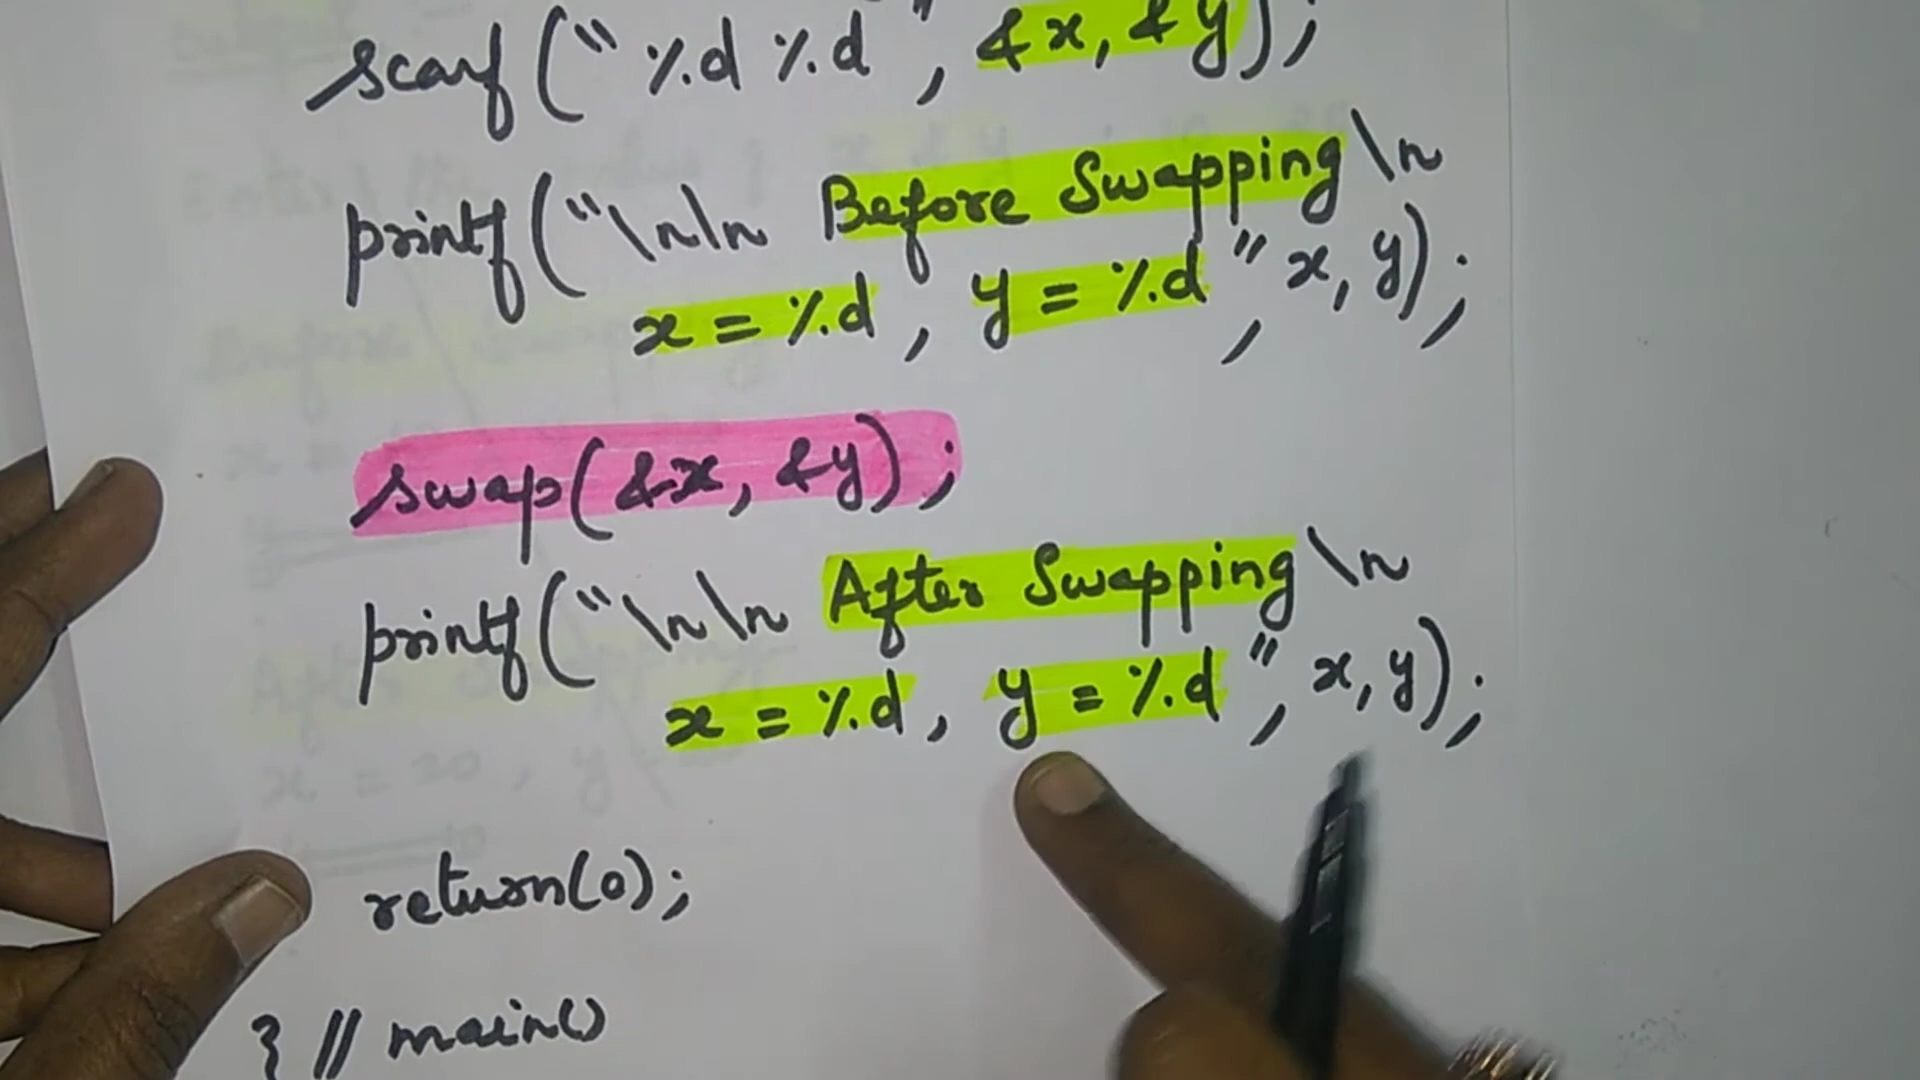 scanf("%d %d", &x, &y);
printf("\n\n Before Swapping\n
x = %d, y = %d", x, y);
swap(&x, &y);
printf("\n\n After Swapping\n
x = %d, y = %d", x, y);
return(0);
} // main()